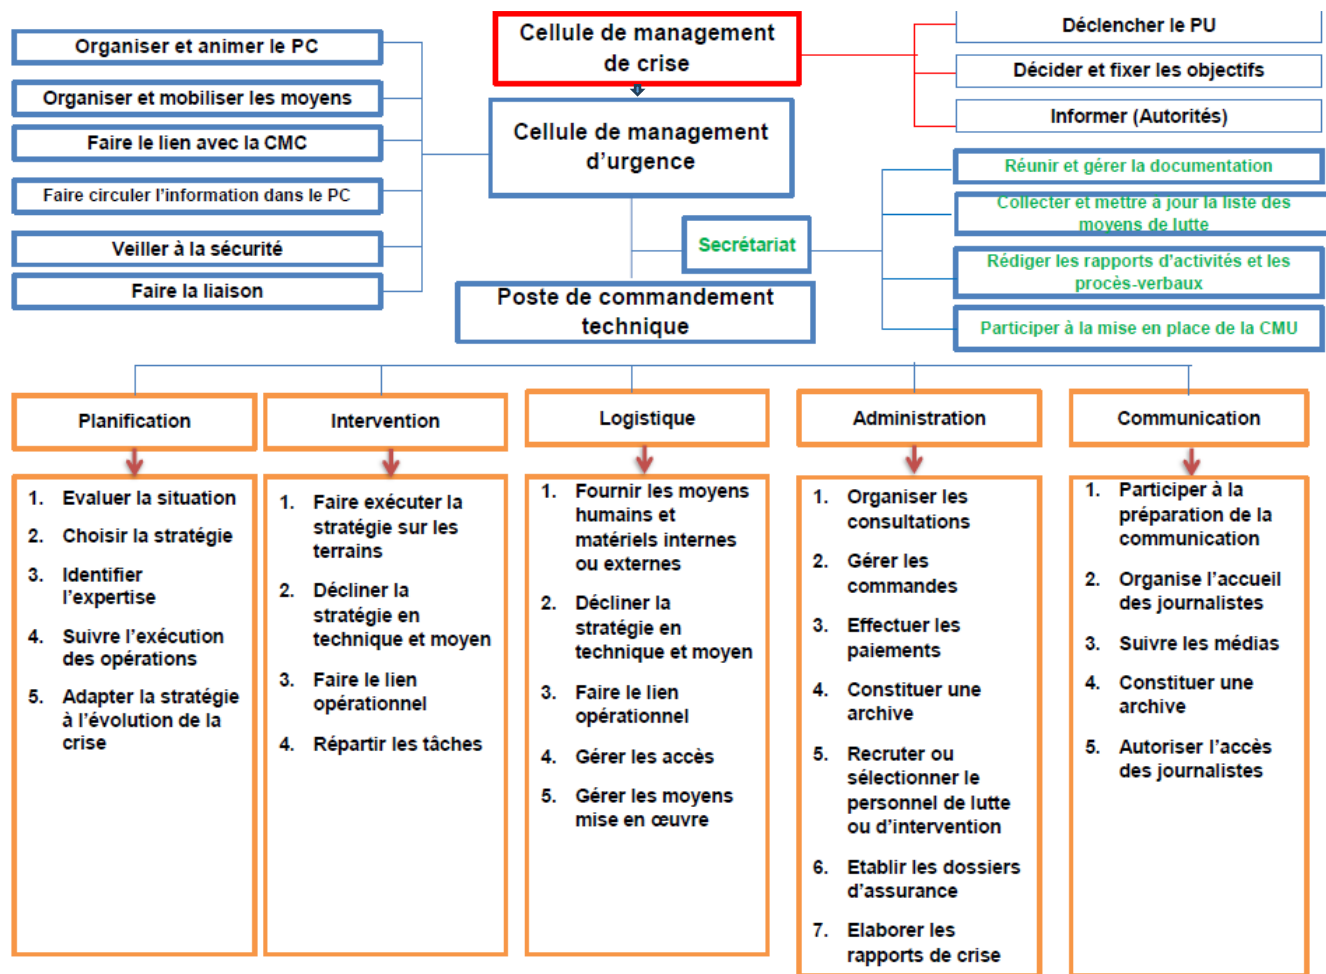 Organiser et animer le PC
Organiser et mobiliser les moyens
Faire le lien avec la CMC
Faire circuler l'information dans le PC
Veiller à la sécurité
Faire la liaison
Cellule de management
de crise
Cellule de management
d'urgence
Déclencher le PU
Décider et fixer les objectifs
Informer (Autorités)
Secrétariat
Réunir et gérer la documentation
Collecter et mettre a jour la liste des
moyens de lutte
Rédiger les rapports d'activités et les
procès-verbaux
Participer à la mise en place de la CMU
Poste de commandement
technique
Planification
1. Evaluer la situation
2. Choisir la stratégie
3. Identifier
l'expertise
4. Suivre l'exécution
des opérations
5. Adapter la stratégie
à l'évolution de la
crise
Intervention
1. Faire exécuter la
stratégie sur les
terrains
2. Décliner la
stratégie en
technique et moyen
3. Faire le lien
opérationnel
4. Répartir les tâches
Logistique
1. Fournir les moyens
humains et
matériels internes
ou externes
2. Décliner la
stratégie en
technique et moyen
3. Faire le lien
opérationnel
4. Gérer les accès
5. Gérer les moyens
mise en œuvre
Administration
1. Organiser les
consultations
2. Gérer les
commandes
3. Effectuer les
paiements
4. Constituer une
archive
5. Recruter ou
sélectionner le
personnel de lutte
ou d'intervention
6. Etablir les dossiers
d'assurance
7. Elaborer les
rapports de crise
Communication
1. Participer à la
préparation de la
communication
2. Organise l'accueil
des journalistes
3. Suivre les médias
4. Constituer une
archive
5. Autoriser l'accès
des journalistes